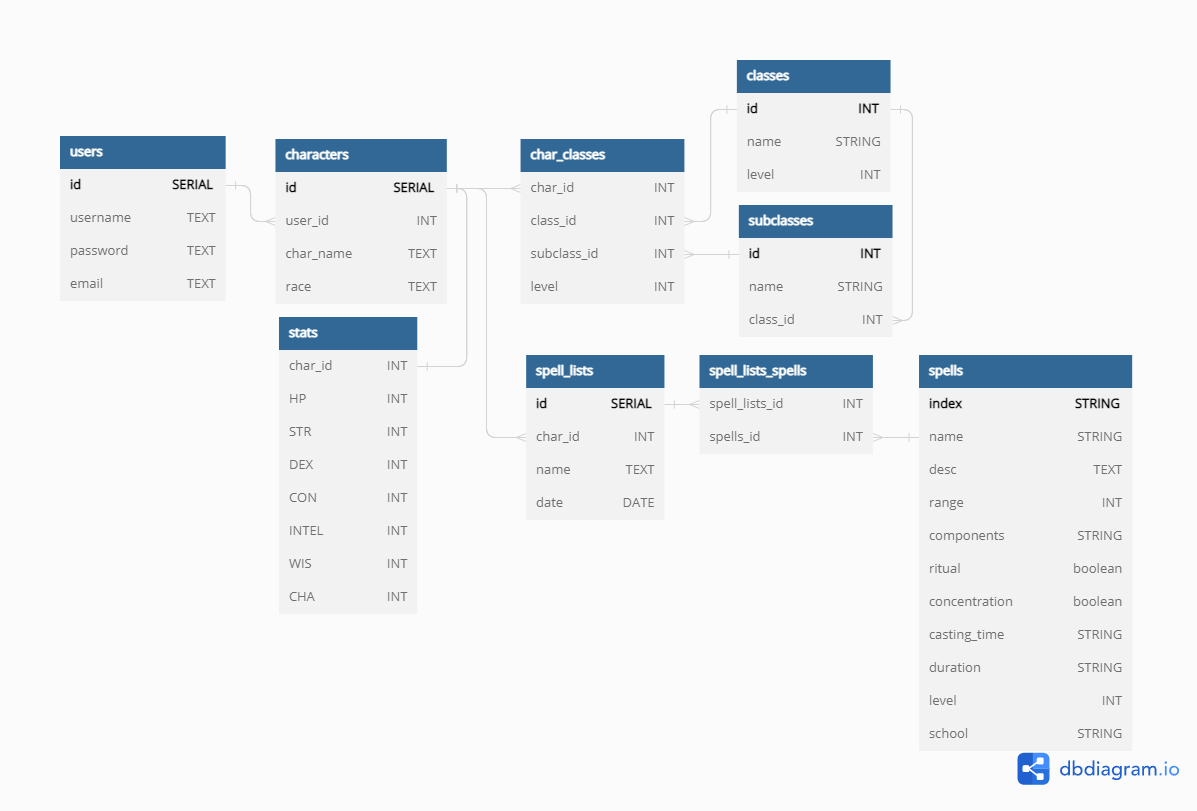 users
id SERIAL
username TEXT
password TEXT
email TEXT
characters
id SERIAL
user_id INT
char_name TEXT
race TEXT
stats
char_id INT
HP INT
STR INT
DEX INT
CON INT
INTEL INT
WIS INT
CHA INT
char_classes
char_id INT
class_id INT
subclass_id INT
level INT
classes
id INT
name STRING
level INT
subclasses
id INT
name STRING
class_id INT
spell_lists
id SERIAL
char_id INT
name TEXT
date DATE
spell_lists_spells
spell_lists_id INT
spells_id INT
spells
index STRING
name STRING
desc TEXT
range INT
components STRING
ritual boolean
concentration boolean
casting_time STRING
duration STRING
level INT
school STRING
dbdiagram.io